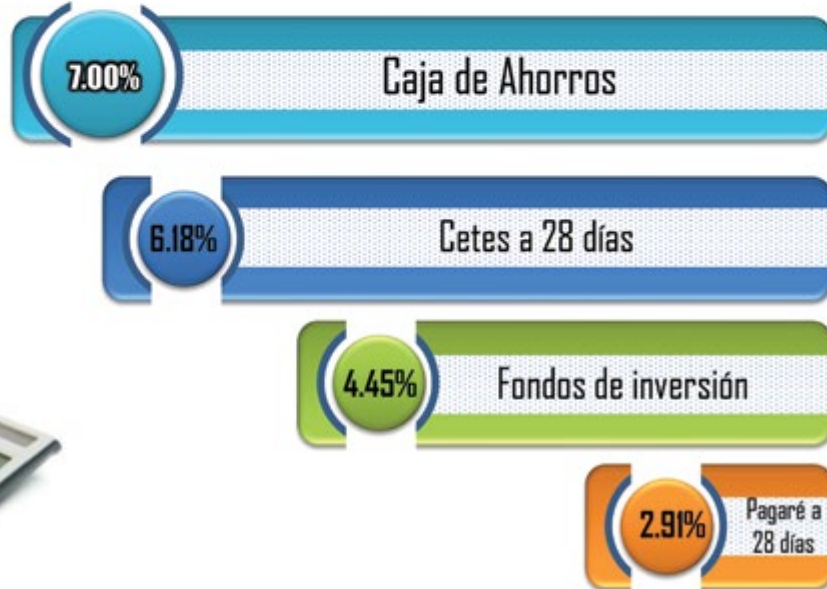 7.00%
Caja de Ahorros
6.18%
Cetes a 28 días
4.45%
Fondos de inversión
2.91%
Pagaré a
28 días